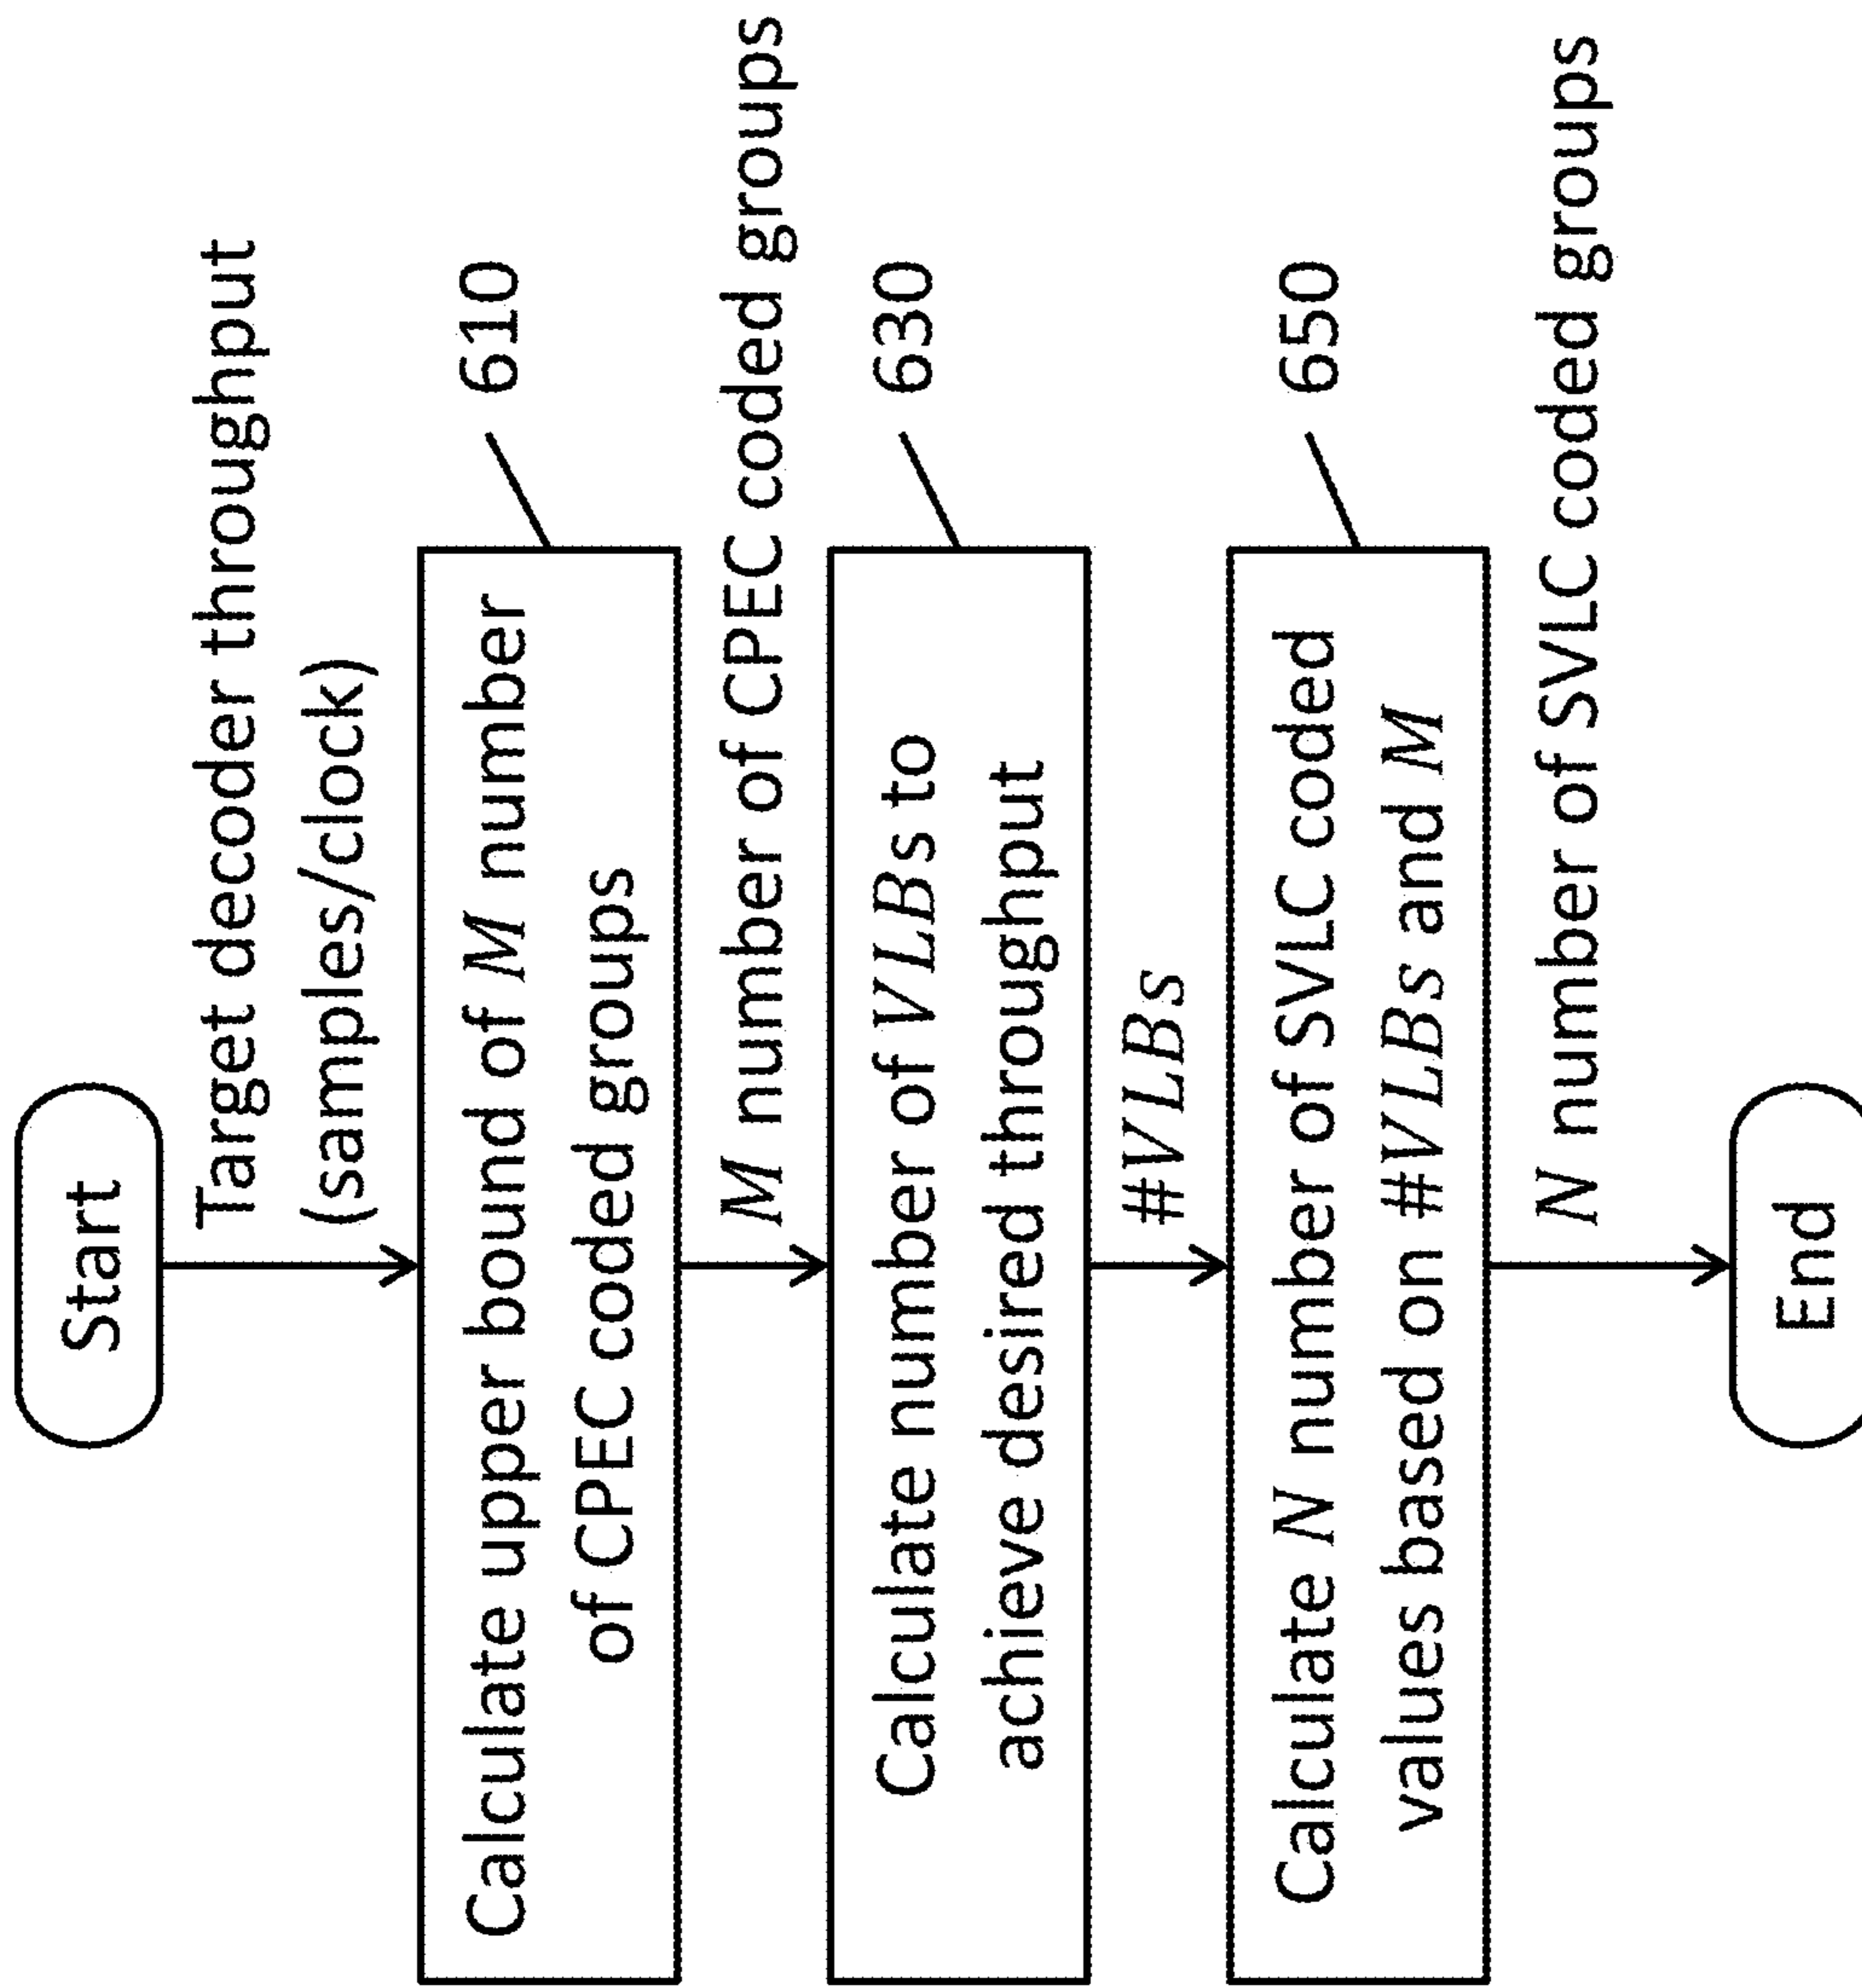 Start
Target decoder throughput
(samples/clock)
Calculate upper bound of M number
of CPEC coded groups
610
M number of CPEC coded groups
Calculate number of VLBs to
achieve desired throughput
630
#VLBs
Calculate N number of SVLC coded
values based on #VLBs and M
650
N number of SVLC coded groups
End